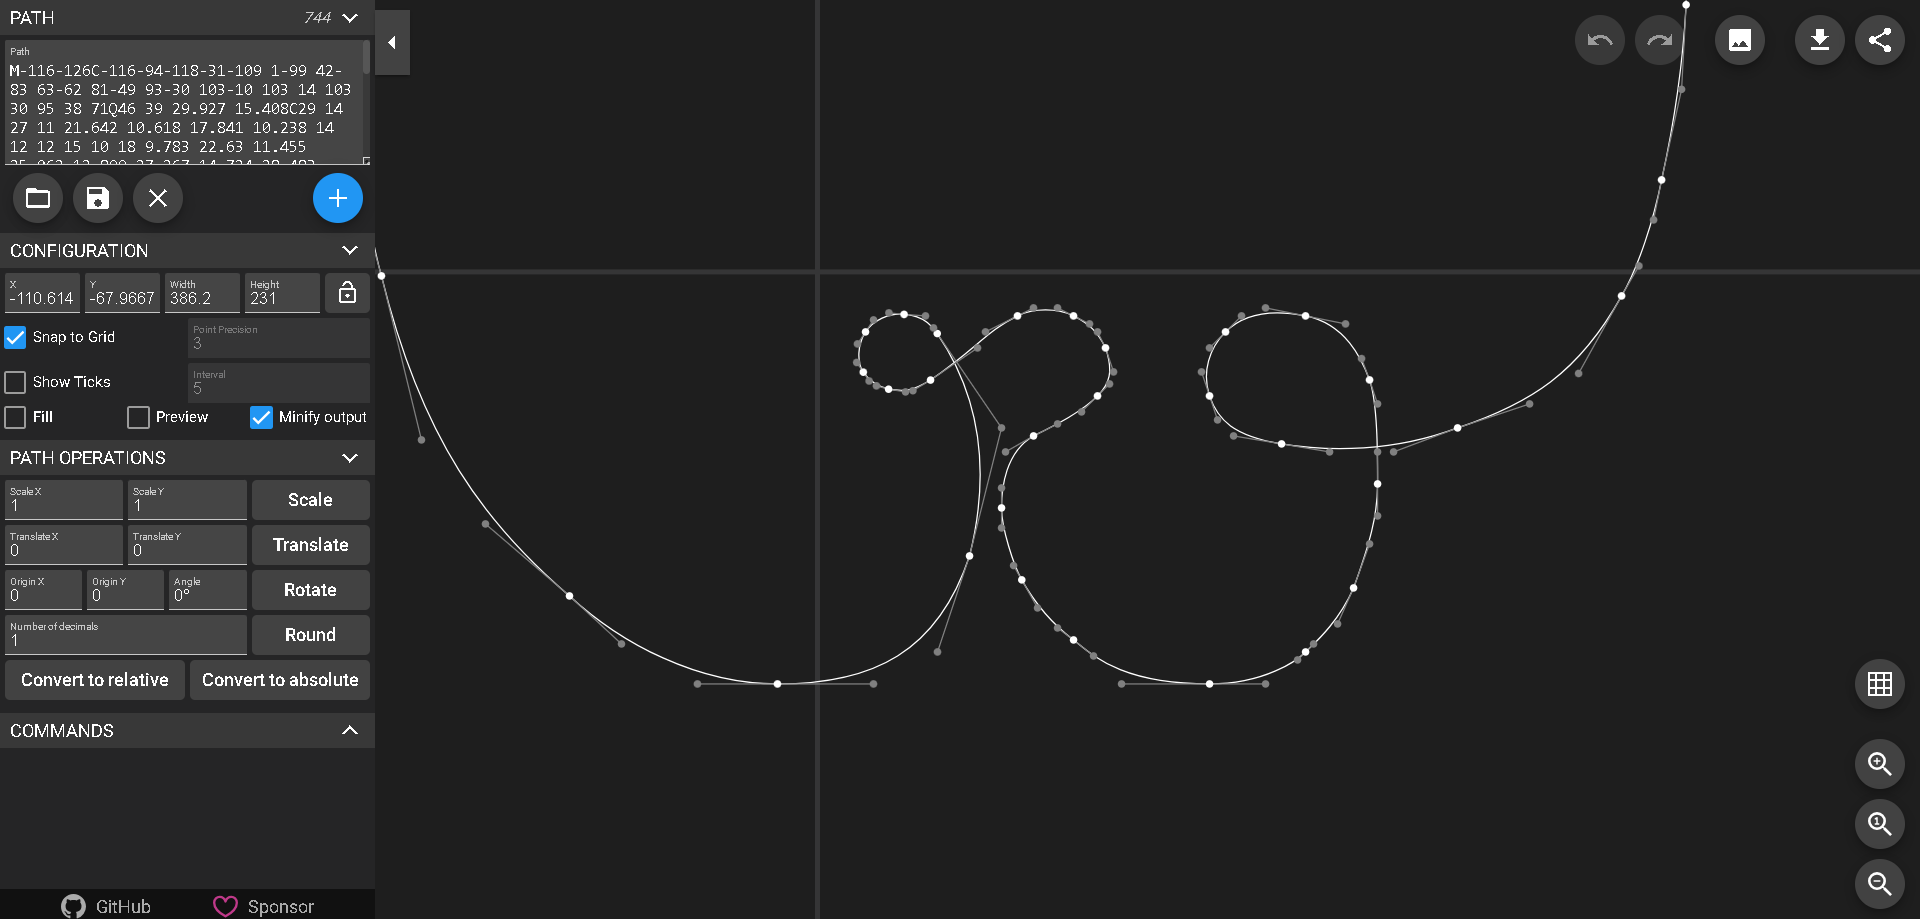 PATH 744
Path
M-116-126C-116-94-118-31-109 1-99 42-
83 63-62 81-49 93-30 103-10 103 14 103
30 95 38 71Q46 39 29.927 15.408C29 14
27 11 21.642 10.618 17.841 10.238 14
12 12 15 10 18 9.783 22.63 11.455
CONFIGURATION
X Y Width Height
-110.614 -67.9667 386.2 231
Snap to Grid Point Precision
3
Show Ticks Interval
5
Fill Preview Minify output
PATH OPERATIONS
Scale X Scale Y
1 1 Scale
Translate X Translate Y
0 0 Translate
Origin X Origin Y Angle
0 0 0° Rotate
Number of decimals
1 Round
Convert to relative Convert to absolute
COMMANDS
GitHub Sponsor